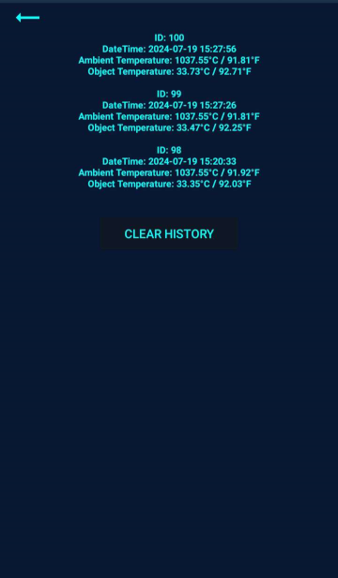 ID: 100
DateTime: 2024-07-19 15:27:56
Ambient Temperature: 1037.55°C / 91.81°F
Object Temperature: 33.73°C / 92.71°F
ID: 99
DateTime: 2024-07-19 15:27:26
Ambient Temperature: 1037.55°C / 91.81°F
Object Temperature: 33.47°C / 92.25°F
ID: 98
DateTime: 2024-07-19 15:20:33
Ambient Temperature: 1037.55°C / 91.92°F
Object Temperature: 33.35°C / 92.03°F
CLEAR HISTORY